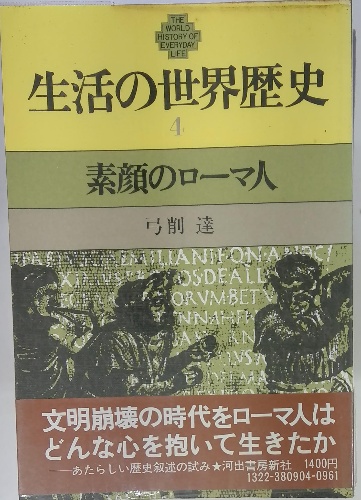 THE
WORLD
HISTORY OF
EVERYDAY
LIFE
生活の世界歴史
4
素顔のローマ人
弓削 達
文明崩壊の時代をローマ人は
どんな心を抱いて生きたか
──あたらしい歴史叙述の試み★河出書房新社 1400円
1322-380904-0961